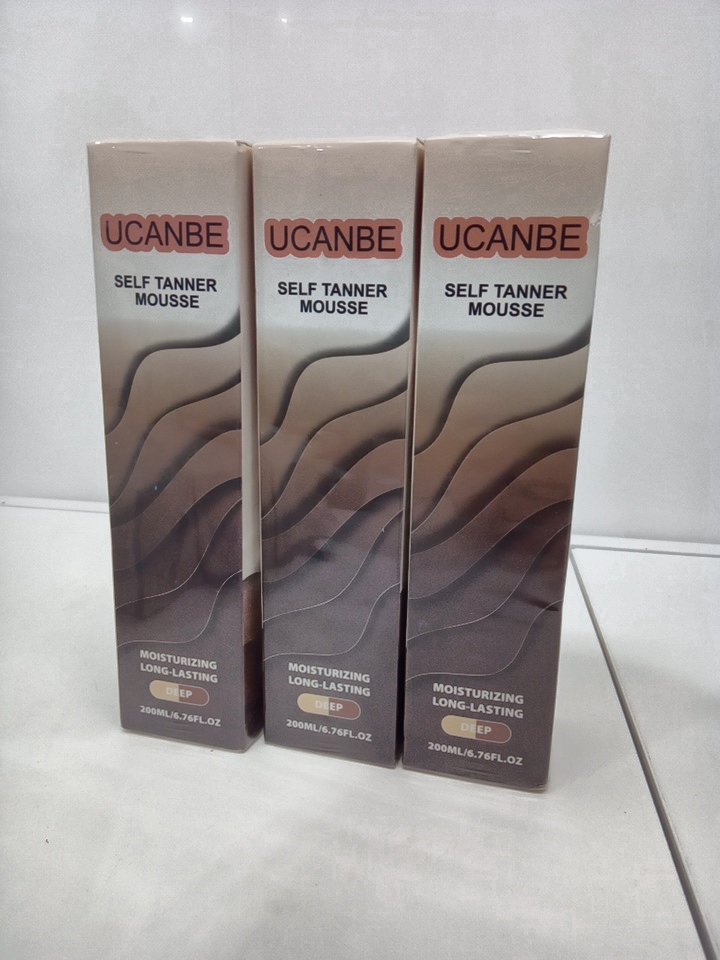 UCANBE
SELF TANNER
MOUSSE
MOISTURIZING
LONG-LASTING
DEEP
200ML/6.76FL.OZ
UCANBE
SELF TANNER
MOUSSE
MOISTURIZING
LONG-LASTING
DEEP
200ML/6.76FL.OZ
UCANBE
SELF TANNER
MOUSSE
MOISTURIZING
LONG-LASTING
DEEP
200ML/6.76FL.OZ